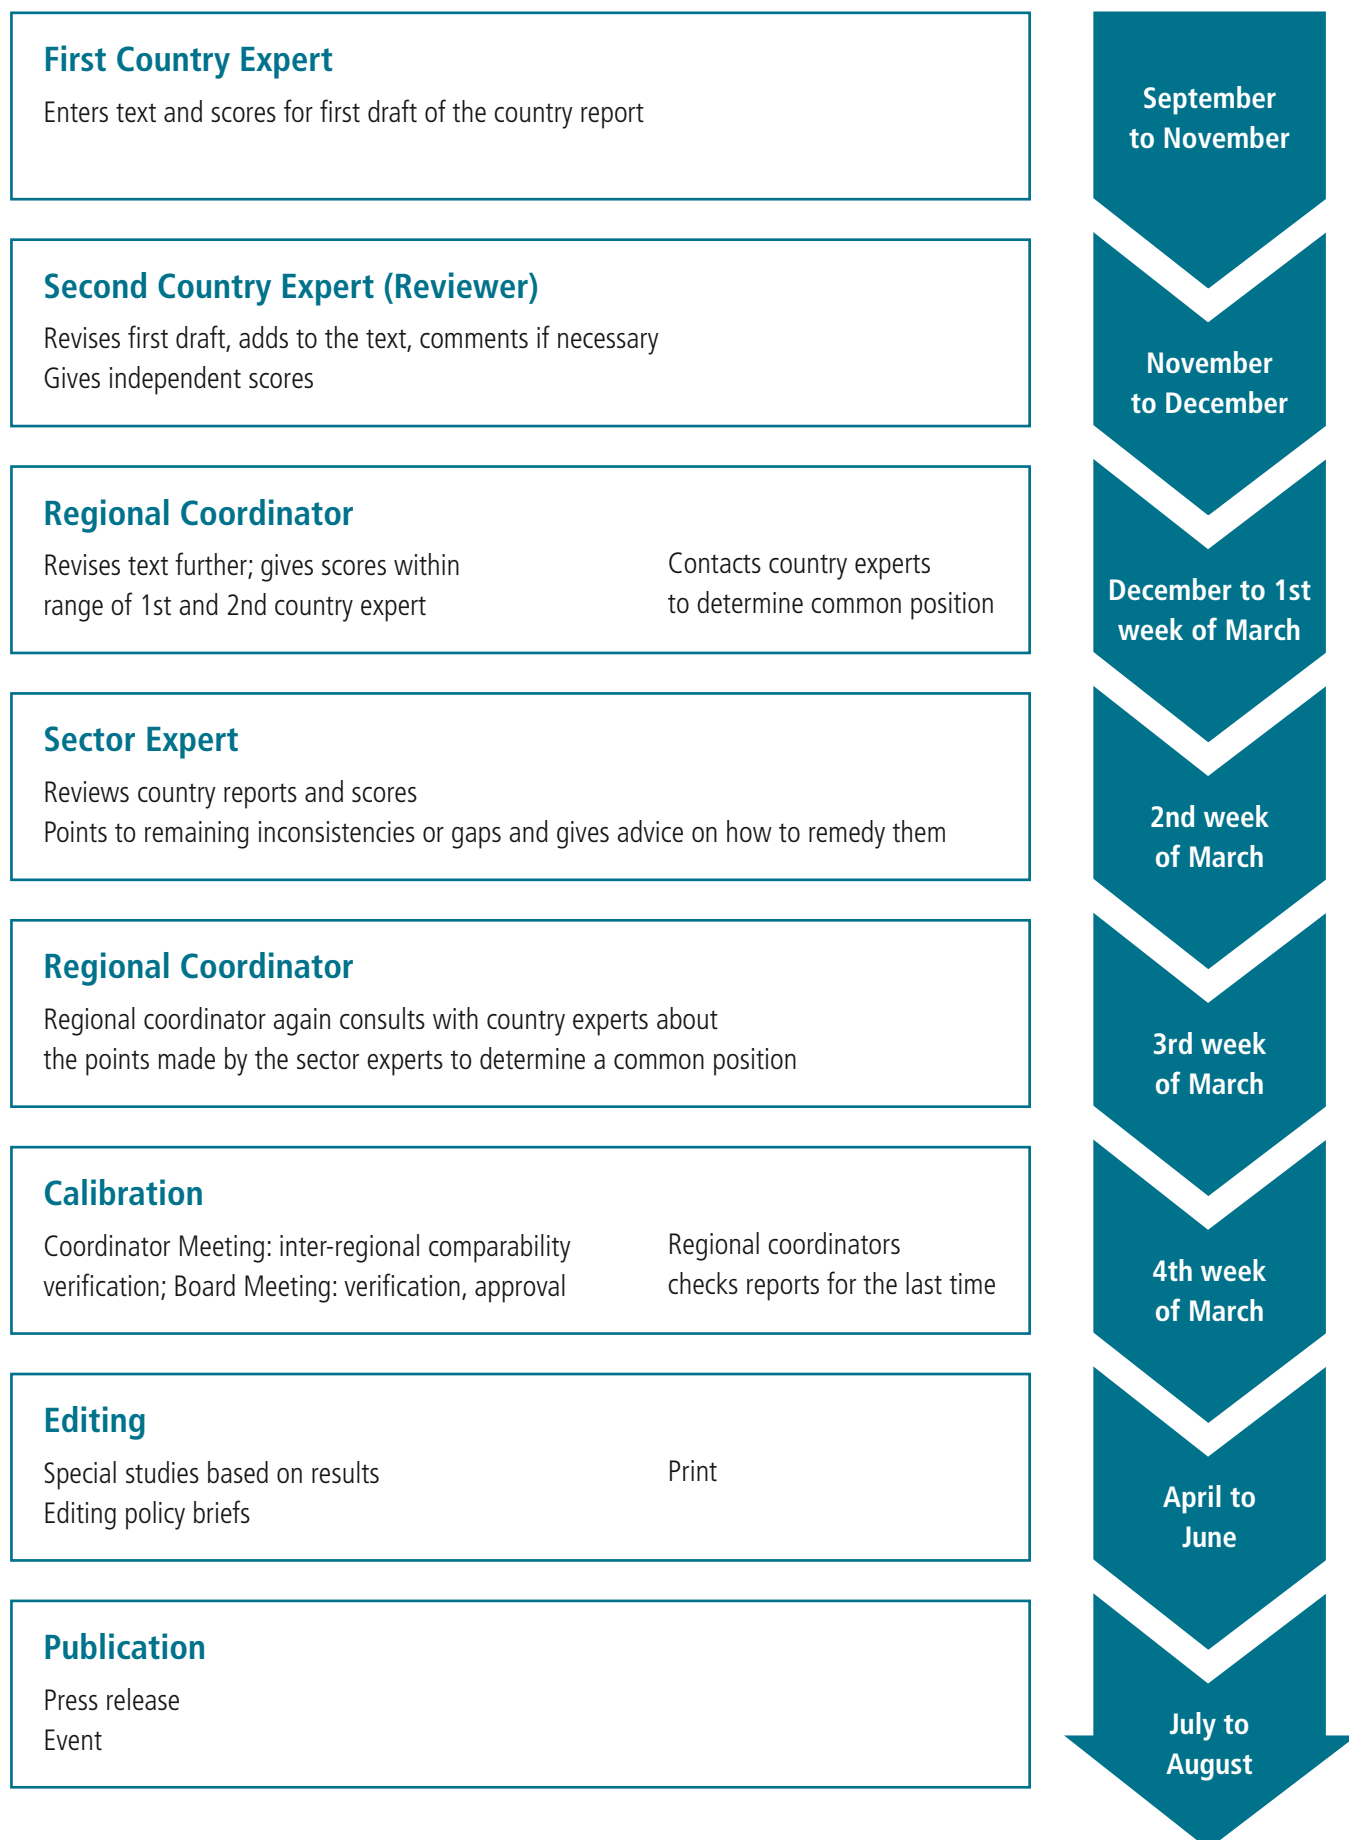 First Country Expert
Enters text and scores for first draft of the country report
September
to November
Second Country Expert (Reviewer)
Revises first draft, adds to the text, comments if necessary
Gives independent scores
November
to December
Regional Coordinator
Revises text further; gives scores within
range of 1st and 2nd country expert
Contacts country experts
to determine common position
December to 1st
week of March
Sector Expert
Reviews country reports and scores
Points to remaining inconsistencies or gaps and gives advice on how to remedy them
2nd week
of March
Regional Coordinator
Regional coordinator again consults with country experts about
the points made by the sector experts to determine a common position
3rd week
of March
Calibration
Coordinator Meeting: inter-regional comparability
verification; Board Meeting: verification, approval
Regional coordinators
checks reports for the last time
4th week
of March
Editing
Special studies based on results
Editing policy briefs
Print
April to
June
Publication
Press release
Event
July to
August